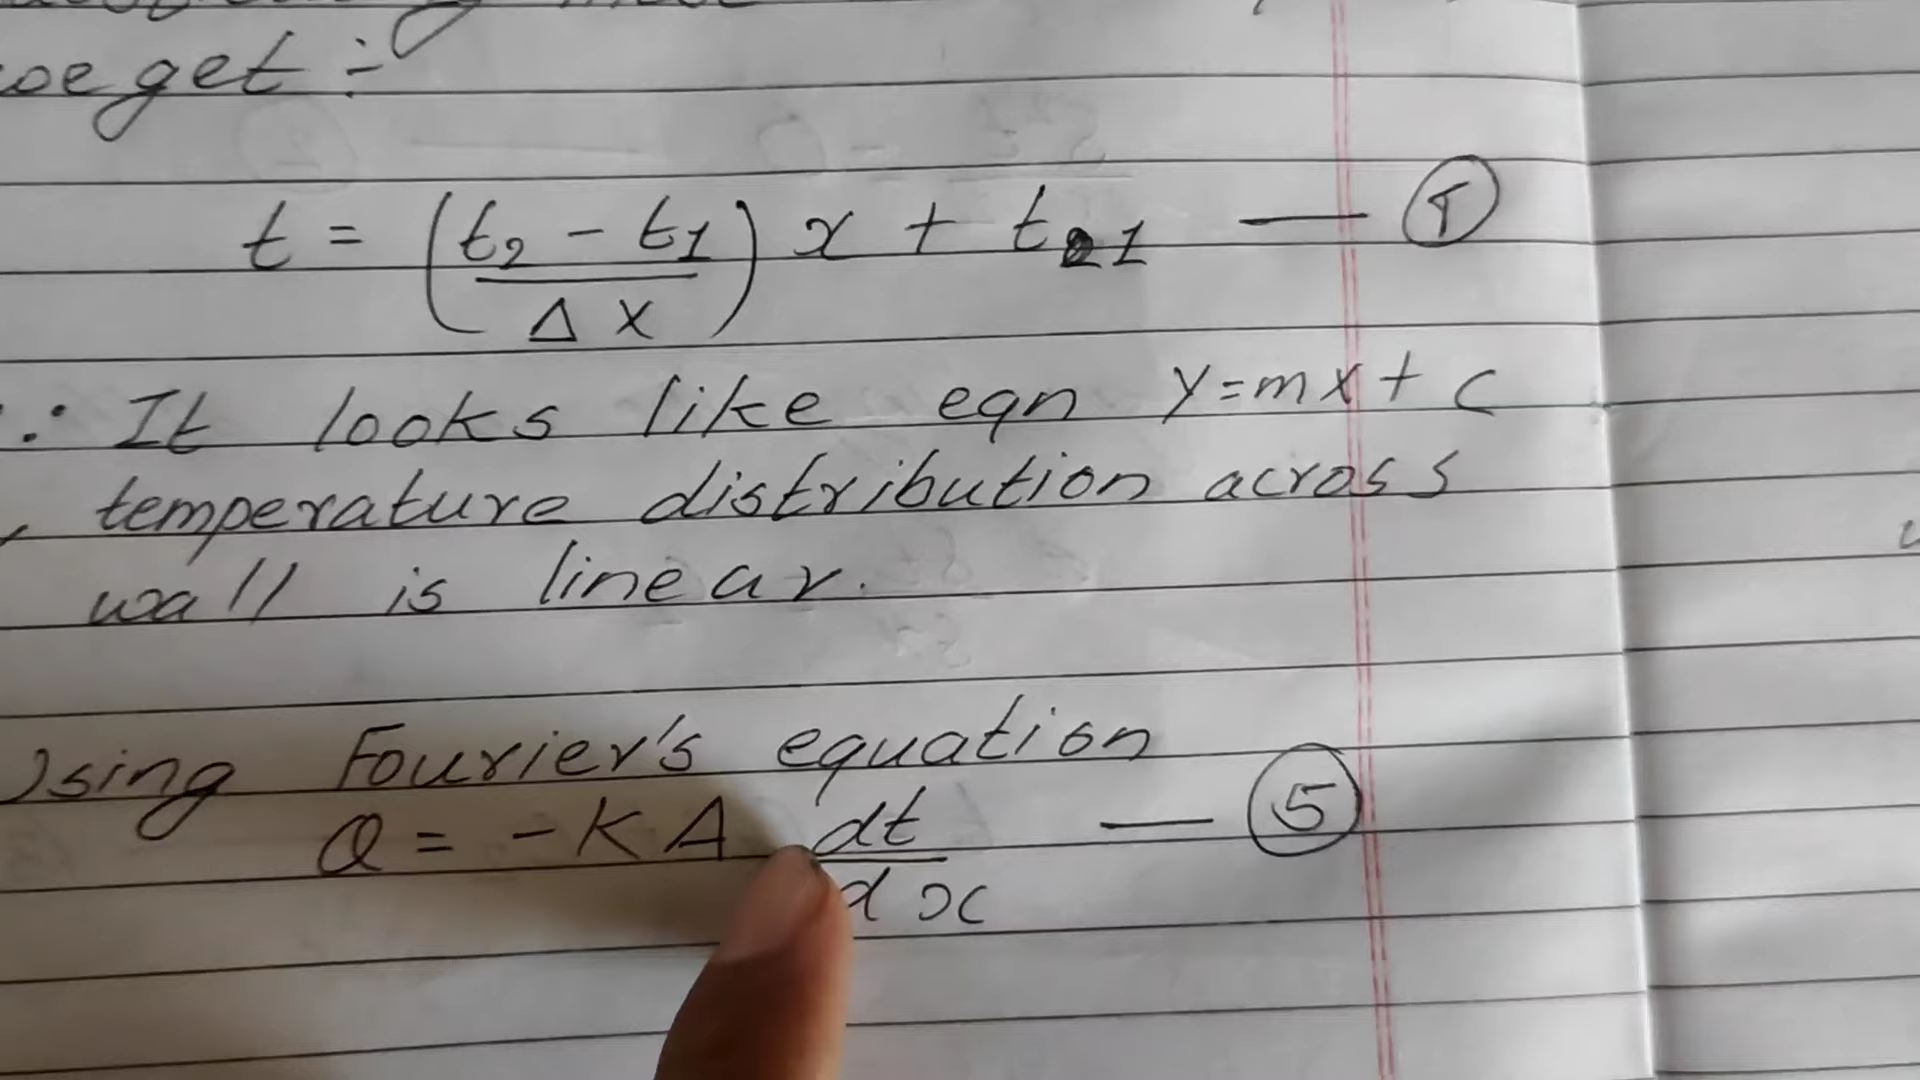 we get :-
t = (t2 - t1 / Δx) x + t1 — 1
∴ It looks like eqn y=mx+c
, temperature distribution across
wall is linear.
Using Fourier's equation
Q = -KA dt/dx — 5